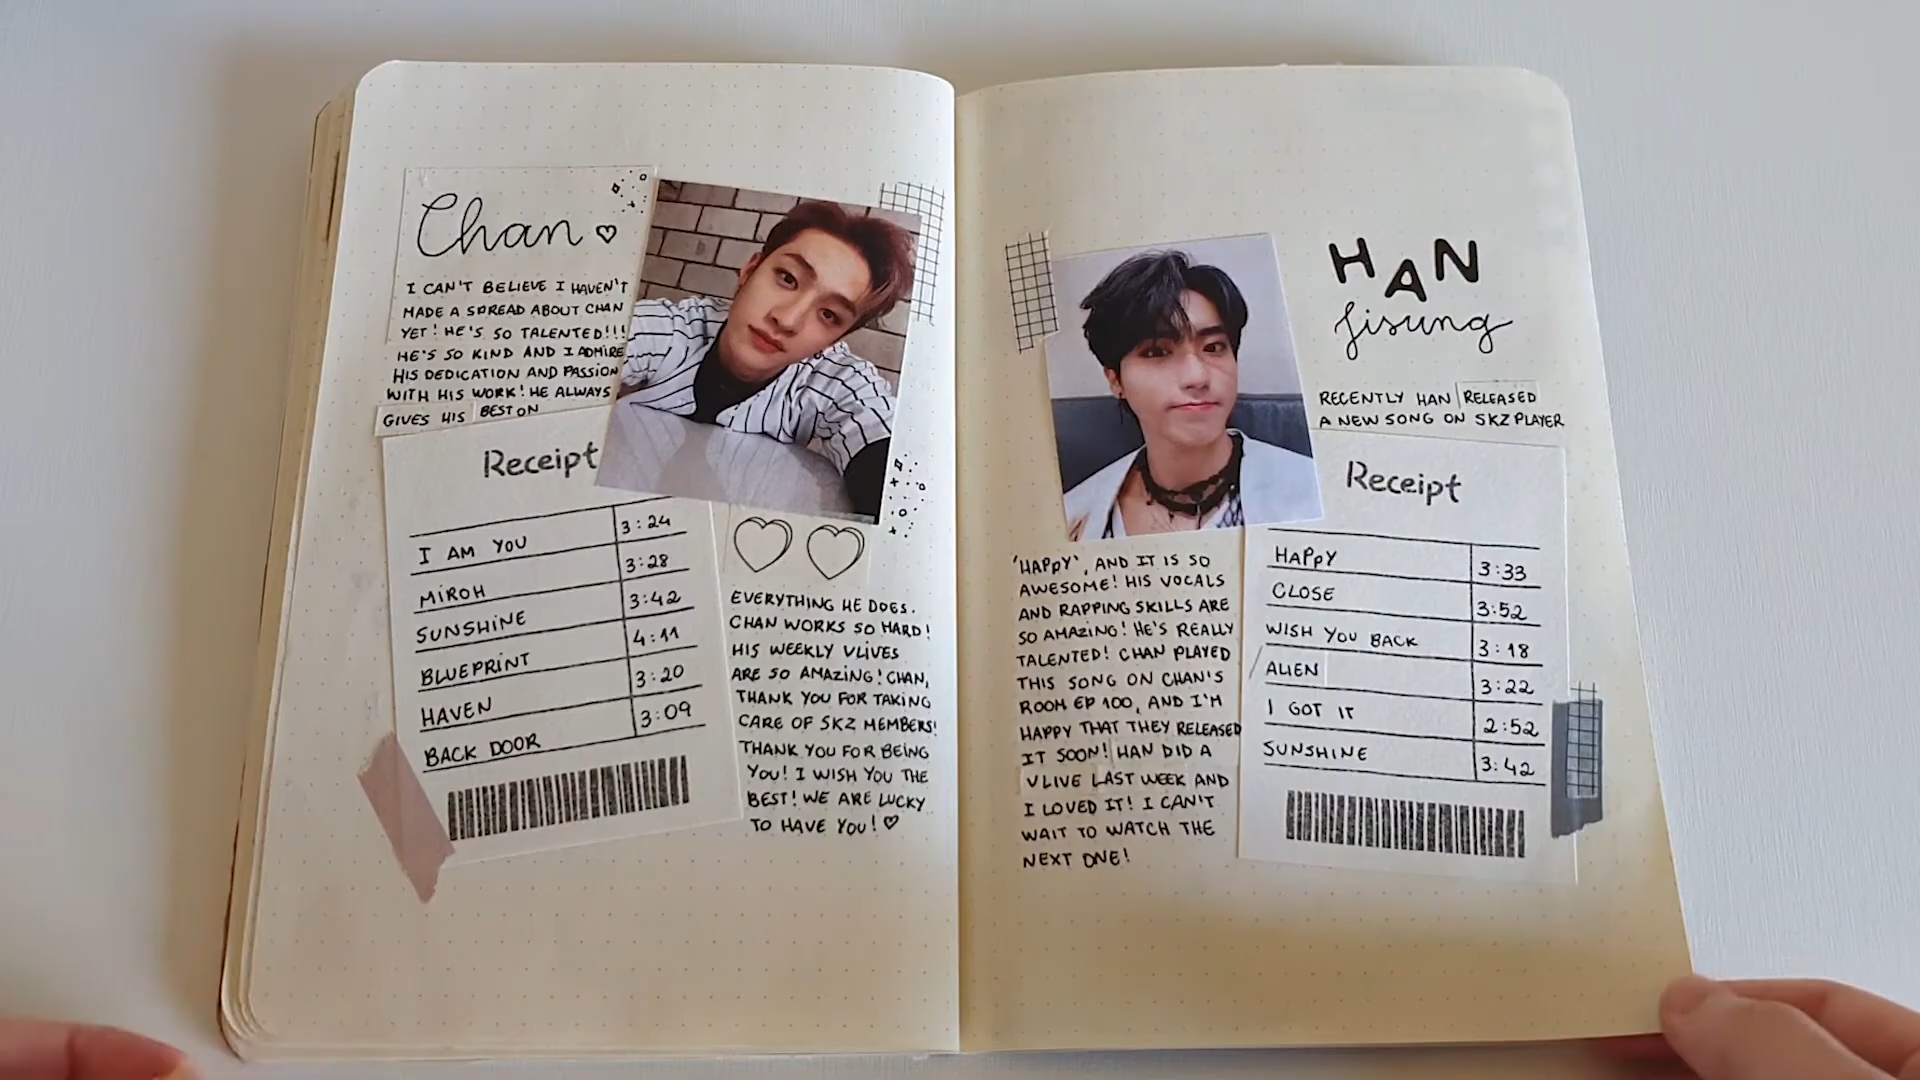 Chan ♡
I CAN'T BELIEVE I HAVEN'T
MADE A SPREAD ABOUT CHAN
YET! HE'S SO TALENTED!!!
HE'S SO KIND AND I ADMIRE
HIS DEDICATION AND PASSION
WITH HIS WORK! HE ALWAYS
GIVES HIS BEST ON
Receipt
I AM YOU 3:24
MIROH 3:28
SUNSHINE 3:42
BLUEPRINT 4:11
HAVEN 3:20
BACK DOOR 3:09
EVERYTHING HE DOES.
CHAN WORKS SO HARD!
HIS WEEKLY VLIVES
ARE SO AMAZING! CHAN,
THANK YOU FOR TAKING
CARE OF SKZ MEMBERS!
THANK YOU FOR BEING
YOU! I WISH YOU THE
BEST! WE ARE LUCKY
TO HAVE YOU! ♡
HAN
Jisung
RECENTLY HAN RELEASED
A NEW SONG ON SKZ PLAYER
'HAPPY', AND IT IS SO
AWESOME! HIS VOCALS
AND RAPPING SKILLS ARE
SO AMAZING! HE'S REALLY
TALENTED! CHAN PLAYED
THIS SONG ON CHAN'S
ROOM EP 100, AND I'M
HAPPY THAT THEY RELEASED
IT SOON! HAN DID A
VLIVE LAST WEEK AND
I LOVED IT! I CAN'T
WAIT TO WATCH THE
NEXT ONE!
Receipt
HAPPY 3:33
CLOSE 3:52
WISH YOU BACK 3:18
ALIEN 3:22
I GOT IT 2:52
SUNSHINE 3:42